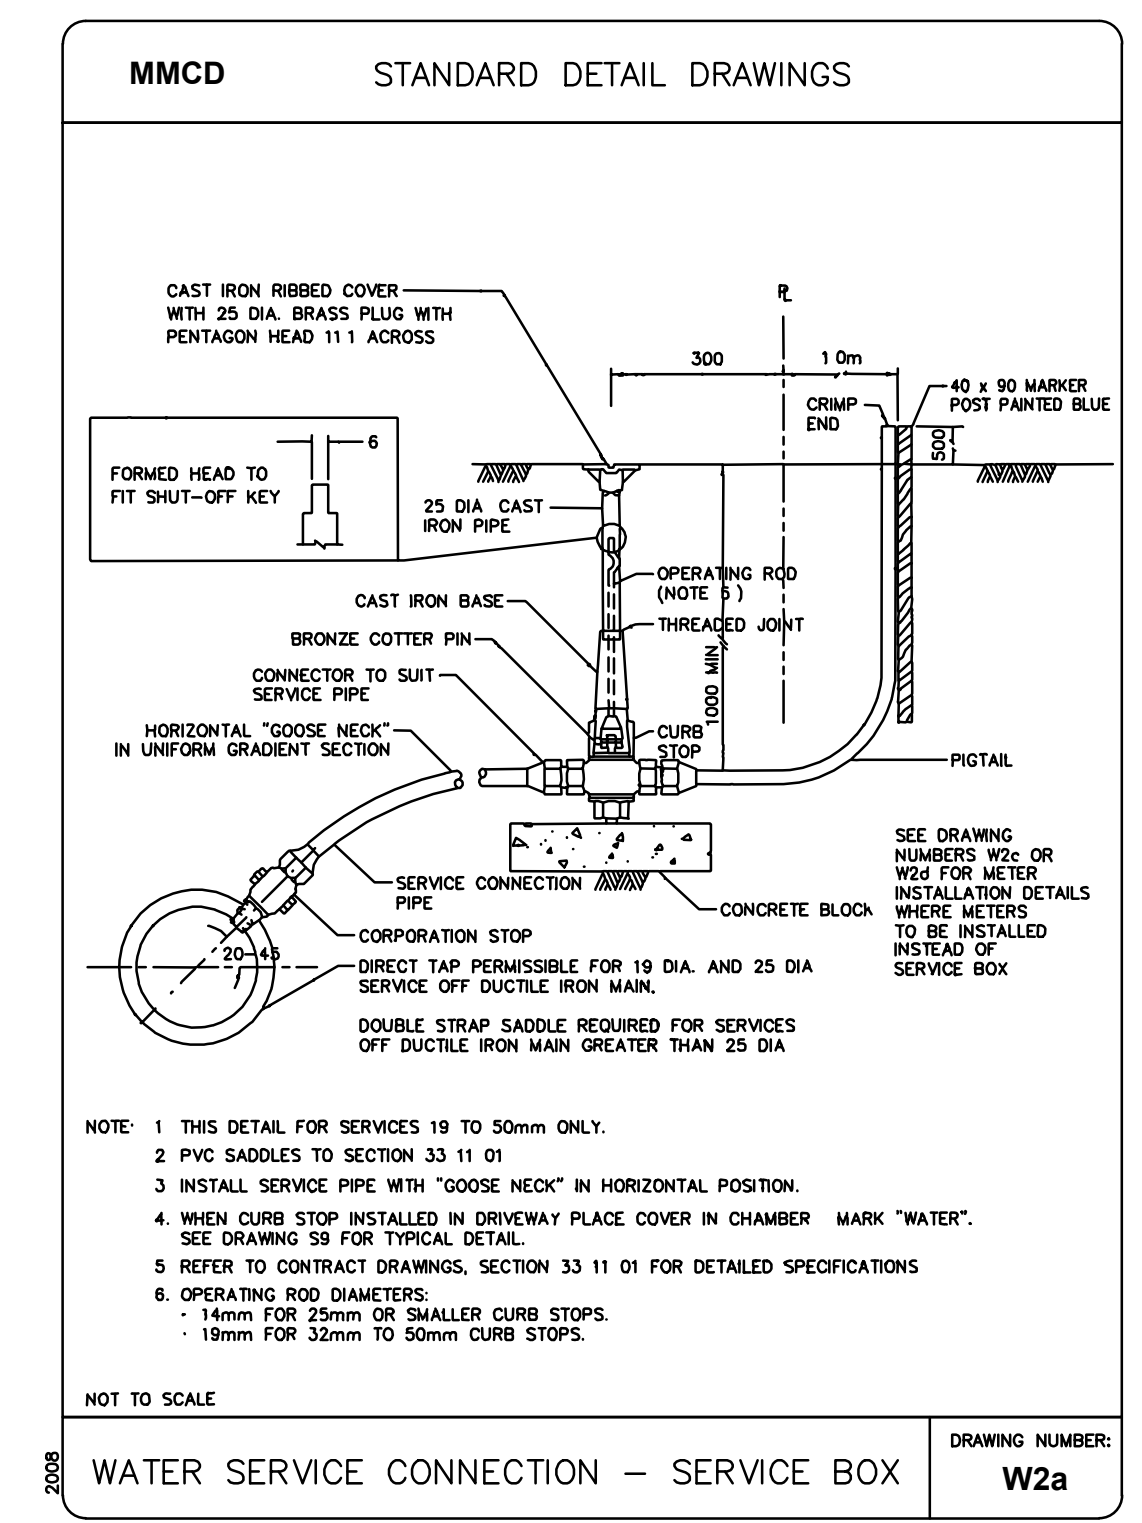 MMCD STANDARD DETAIL DRAWINGS
CAST IRON RIBBED COVER
WITH 25 DIA. BRASS PLUG WITH
PENTAGON HEAD 11 1 ACROSS
PL
300
1 0m
40 x 90 MARKER
POST PAINTED BLUE
CRIMP
END
500
6
FORMED HEAD TO
FIT SHUT-OFF KEY
25 DIA CAST
IRON PIPE
OPERATING ROD
(NOTE 6 )
CAST IRON BASE
THREADED JOINT
BRONZE COTTER PIN
1000 MIN
CONNECTOR TO SUIT
SERVICE PIPE
HORIZONTAL "GOOSE NECK"
IN UNIFORM GRADIENT SECTION
CURB
STOP
PIGTAIL
SEE DRAWING
NUMBERS W2c OR
W2d FOR METER
INSTALLATION DETAILS
WHERE METERS
TO BE INSTALLED
INSTEAD OF
SERVICE BOX
SERVICE CONNECTION
PIPE
CONCRETE BLOCK
CORPORATION STOP
20-45
DIRECT TAP PERMISSIBLE FOR 19 DIA. AND 25 DIA
SERVICE OFF DUCTILE IRON MAIN.
DOUBLE STRAP SADDLE REQUIRED FOR SERVICES
OFF DUCTILE IRON MAIN GREATER THAN 25 DIA
NOTE· 1 THIS DETAIL FOR SERVICES 19 TO 50mm ONLY.
2 PVC SADDLES TO SECTION 33 11 01
3 INSTALL SERVICE PIPE WITH "GOOSE NECK" IN HORIZONTAL POSITION.
4. WHEN CURB STOP INSTALLED IN DRIVEWAY PLACE COVER IN CHAMBER MARK "WATER".
SEE DRAWING S9 FOR TYPICAL DETAIL.
5 REFER TO CONTRACT DRAWINGS, SECTION 33 11 01 FOR DETAILED SPECIFICATIONS
6. OPERATING ROD DIAMETERS:
· 14mm FOR 25mm OR SMALLER CURB STOPS.
· 19mm FOR 32mm TO 50mm CURB STOPS.
NOT TO SCALE
2008
WATER SERVICE CONNECTION – SERVICE BOX
DRAWING NUMBER:
W2a